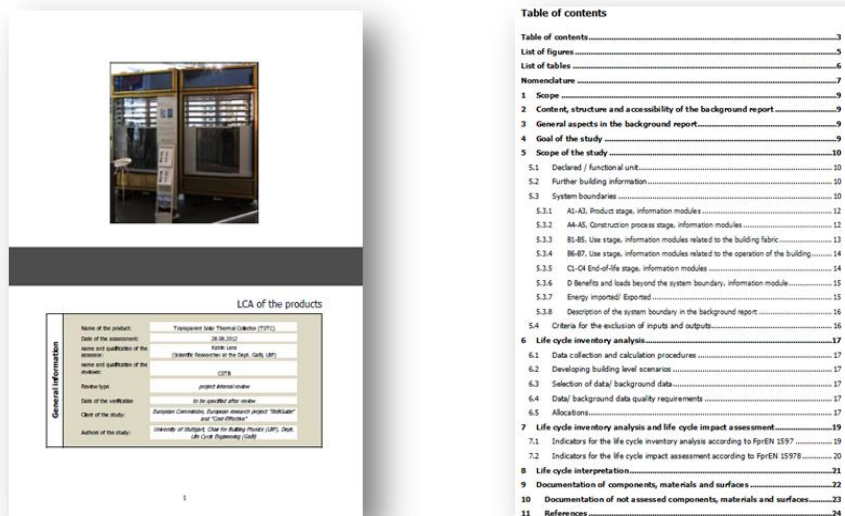 LCA of the products
General information
Name of the product: Transparent Solar Thermal Collector (TSTC)
Date of the assessment: 28.08.2012
name and qualification of the assessor: Katrin Lenz
(Scientific Researcher at the Dept. GaBi, LBP)
name and qualification of the reviewer: CSTB
Review type project internal review
Date of the verification to be specified after review
Client of the study: European Commission, European research project "BellGuide" and "Cost-Effective"
Authors of the study: University of Stuttgart, Chair for Building Physics (LBP), Dept. Life Cycle Engineering (GaBi)
1
Table of contents
Table of contents 3
List of figures 5
List of tables 6
Nomenclature 7
1 Scope 9
2 Content, structure and accessibility of the background report 9
3 General aspects in the background report 9
4 Goal of the study 9
5 Scope of the study 10
5.1 Declared / functional unit 10
5.2 Further building information 10
5.3 System boundaries 10
5.3.1 A1-A3, Product stage, information modules 12
5.3.2 A4-A5, Construction process stage, information modules 12
5.3.3 B1-B5, Use stage, information modules related to the building fabric 13
5.3.4 B6-B7, Use stage, information modules related to the operation of the building 14
5.3.5 C1-C4 End-of-life stage, information modules 14
5.3.6 D Benefits and loads beyond the system boundary, information module 15
5.3.7 Energy imported/ Exported 15
5.3.8 Description of the system boundary in the background report 16
5.4 Criteria for the exclusion of inputs and outputs 16
6 Life cycle inventory analysis 17
6.1 Data collection and calculation procedures 17
6.2 Developing building level scenarios 17
6.3 Selection of data/ background data 17
6.4 Data/ background data quality requirements 17
6.5 Allocations 17
7 Life cycle inventory analysis and life cycle impact assessment 19
7.1 Indicators for the life cycle inventory analysis according to FprEN 1597 19
7.2 Indicators for the life cycle impact assessment according to FprEN 15978 20
8 Life cycle interpretation 21
9 Documentation of components, materials and surfaces 22
10 Documentation of not assessed components, materials and surfaces 23
11 References 24